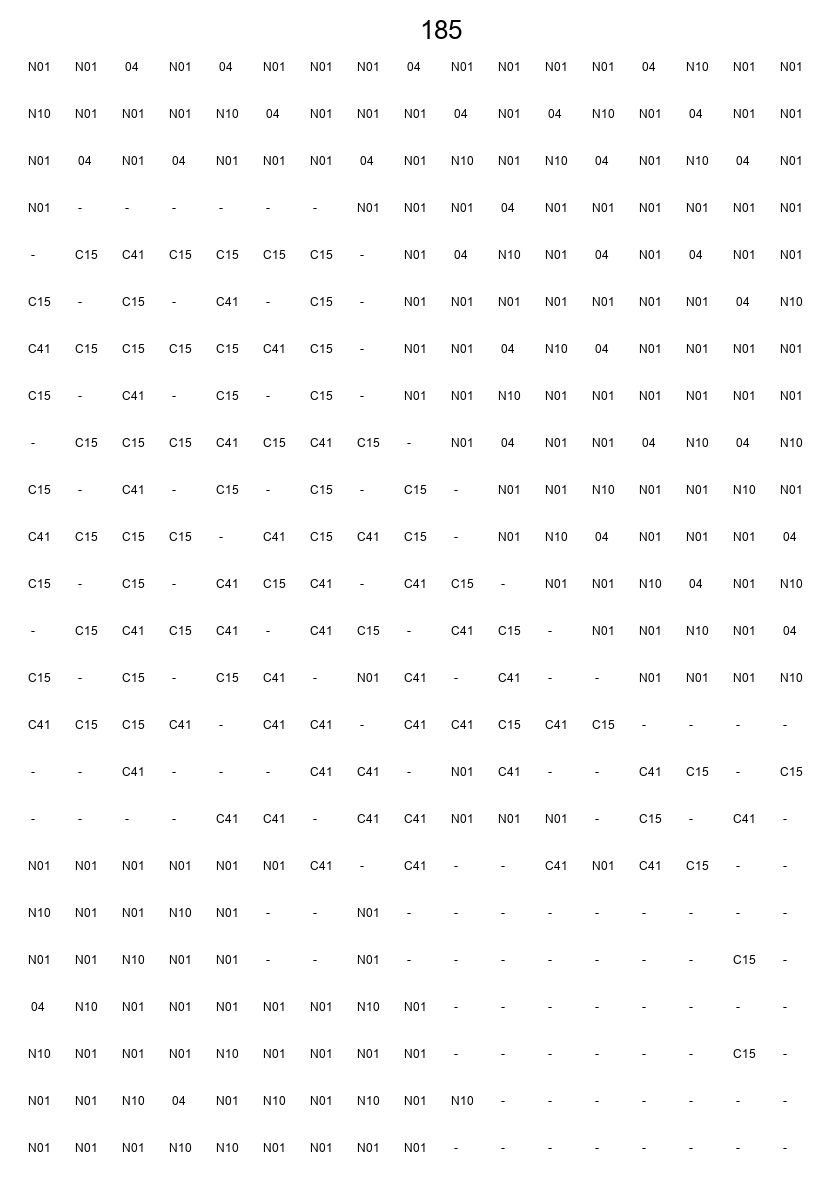 185
N01 N01 04 N01 04 N01 N01 N01 04 N01 N01 N01 N01 04 N10 N01 N01
N10 N01 N01 N01 N10 04 N01 N01 N01 04 N01 04 N10 N01 04 N01 N01
N01 04 N01 04 N01 N01 N01 04 N01 N10 N01 N10 04 N01 N10 04 N01
N01 - - - - - - N01 N01 N01 04 N01 N01 N01 N01 N01 N01
- C15 C41 C15 C15 C15 C15 - N01 04 N10 N01 04 N01 04 N01 N01
C15 - C15 - C41 - C15 - N01 N01 N01 N01 N01 N01 N01 04 N10
C41 C15 C15 C15 C15 C41 C15 - N01 N01 04 N10 04 N01 N01 N01 N01
C15 - C41 - C15 - C15 - N01 N01 N10 N01 N01 N01 N01 N01 N01
- C15 C15 C15 C41 C15 C41 C15 - N01 04 N01 N01 04 N10 04 N10
C15 - C41 - C15 - C15 - C15 - N01 N01 N10 N01 N01 N10 N01
C41 C15 C15 C15 - C41 C15 C41 C15 - N01 N10 04 N01 N01 N01 04
C15 - C15 - C41 C15 C41 - C41 C15 - N01 N01 N10 04 N01 N10
- C15 C41 C15 C41 - C41 C15 - C41 C15 - N01 N01 N10 N01 04
C15 - C15 - C15 C41 - N01 C41 - C41 - - N01 N01 N01 N10
C41 C15 C15 C41 - C41 C41 - C41 C41 C15 C41 C15 - - - -
- - C41 - - - C41 C41 - N01 C41 - - C41 C15 - C15
- - - - C41 C41 - C41 C41 N01 N01 N01 - C15 - C41 -
N01 N01 N01 N01 N01 N01 C41 - C41 - - C41 N01 C41 C15 - -
N10 N01 N01 N10 N01 - - N01 - - - - - - - - -
N01 N01 N10 N01 N01 - - N01 - - - - - - - C15 -
04 N10 N01 N01 N01 N01 N01 N10 N01 - - - - - - - -
N10 N01 N01 N01 N10 N01 N01 N01 N01 - - - - - - C15 -
N01 N01 N10 04 N01 N10 N01 N10 N01 N10 - - - - - - -
N01 N01 N01 N10 N10 N01 N01 N01 N01 - - - - - - - -